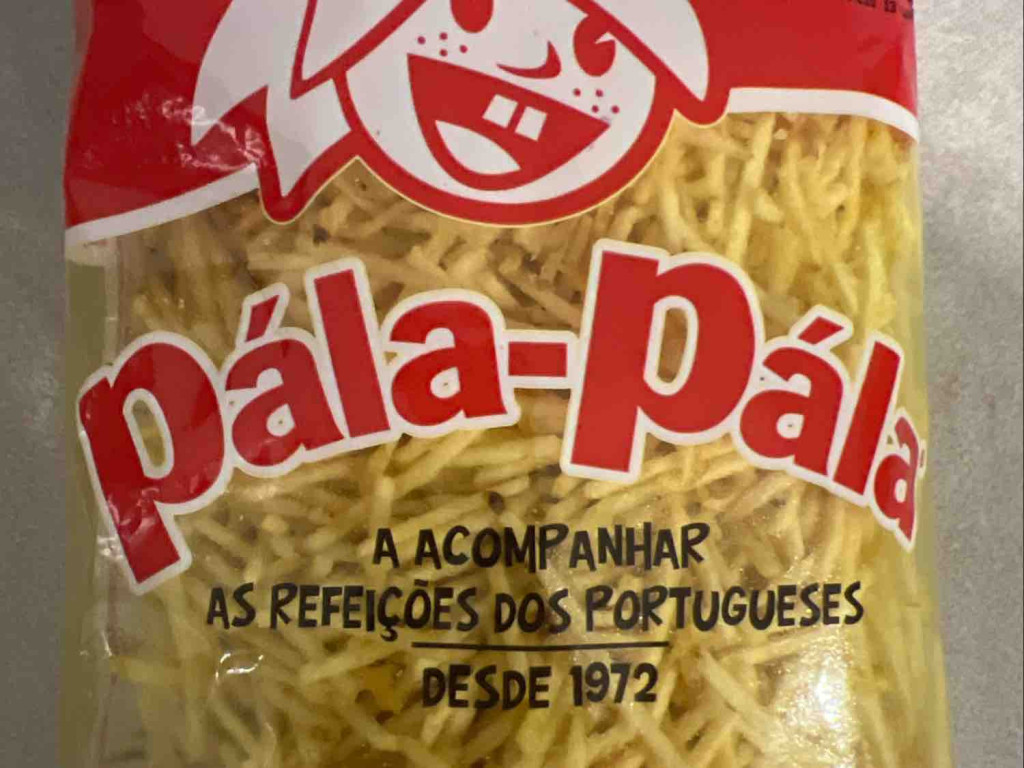 pála-pála
A ACOMPANHAR
AS REFEIÇÕES DOS PORTUGUESES
DESDE 1972